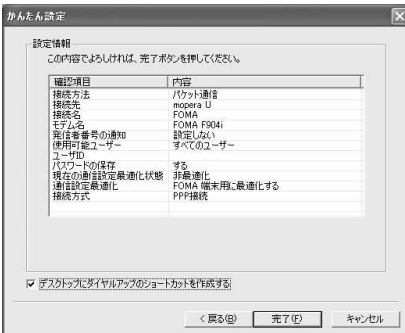 かんたん設定
設定情報
この内容でよろしければ、完了ボタンを押してください。
確認項目 内容
接続方法 パケット通信
接続先 mopera U
接続名 FOMA
モデム名 FOMA F904i
発信者番号の通知 設定しない
使用可能ユーザー すべてのユーザー
ユーザID
パスワードの保存 する
現在の通信設定最適化状態 非最適化
通信設定最適化 FOMA 端末用に最適化する
接続方式 PPP接続
デスクトップにダイヤルアップのショートカットを作成する
< 戻る(B) 完了(F) キャンセル